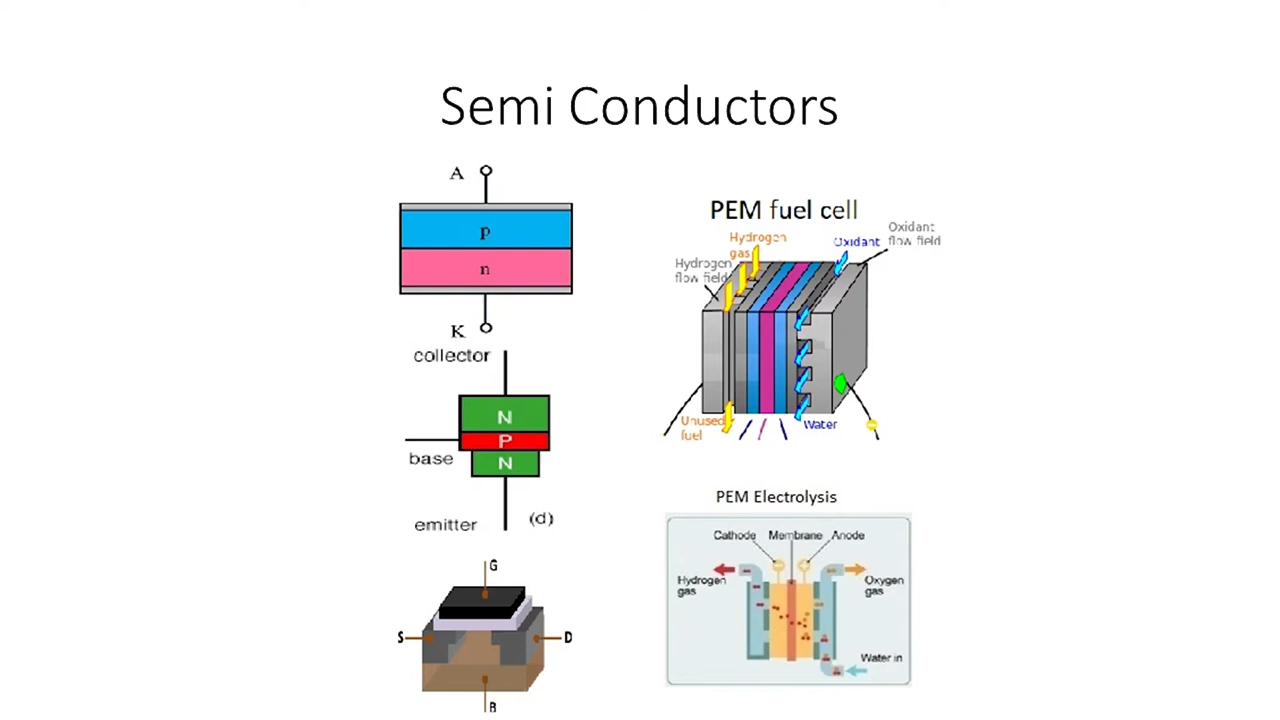 Semi Conductors
A
p
n
K
collector
N
P
base
N
emitter
(d)
G
S
D
B
PEM fuel cell
Oxidant
flow field
Hydrogen
gas
Oxidant
Hydrogen
flow field
Unused
fuel
Water
PEM Electrolysis
Cathode
Membrane
Anode
Hydrogen
gas
Oxygen
gas
Water in